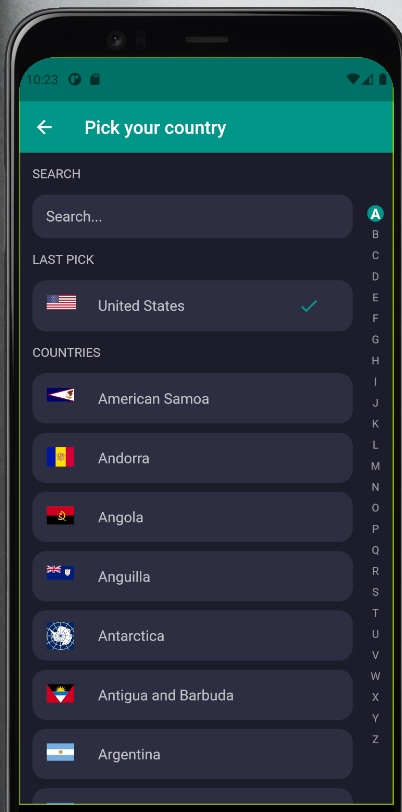 10:23
Pick your country
SEARCH
Search...
LAST PICK
United States
COUNTRIES
American Samoa
Andorra
Angola
Anguilla
Antarctica
Antigua and Barbuda
Argentina
A
B
C
D
E
F
G
H
I
J
K
L
M
N
O
P
Q
R
S
T
U
V
W
X
Y
Z